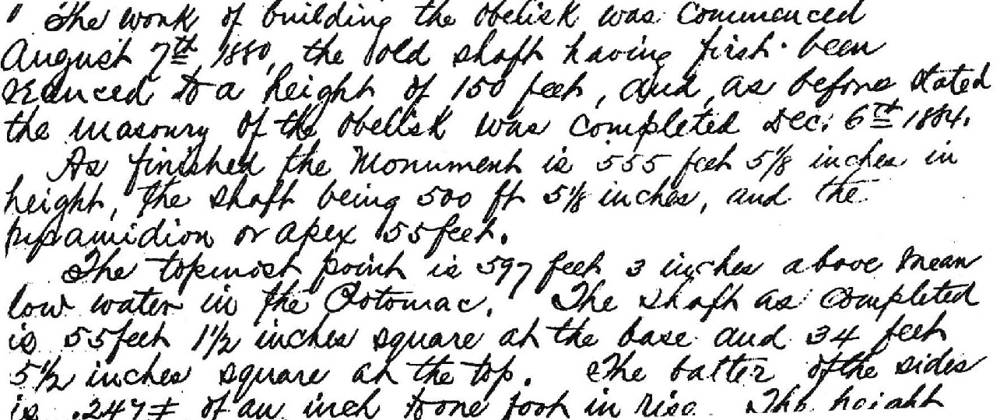 " The work of building the obelisk was commenced
August 7th 1880, the old shaft having first been
reduced to a height of 150 feet, and, as before stated
the masonry of the obelisk was completed Dec. 6th 1884.
As finished the Monument is 555 feet 5⅛ inches in
height, the shaft being 500 ft 5⅛ inches, and the
pyramidion or apex 55 feet.
The topmost point is 597 feet 3 inches above mean
low water in the Potomac. The shaft as completed
is 55 feet 1½ inches square at the base and 34 feet
5½ inches square at the top. The batter of the sides
is .247 ‡ of an inch to one foot in rise. The height